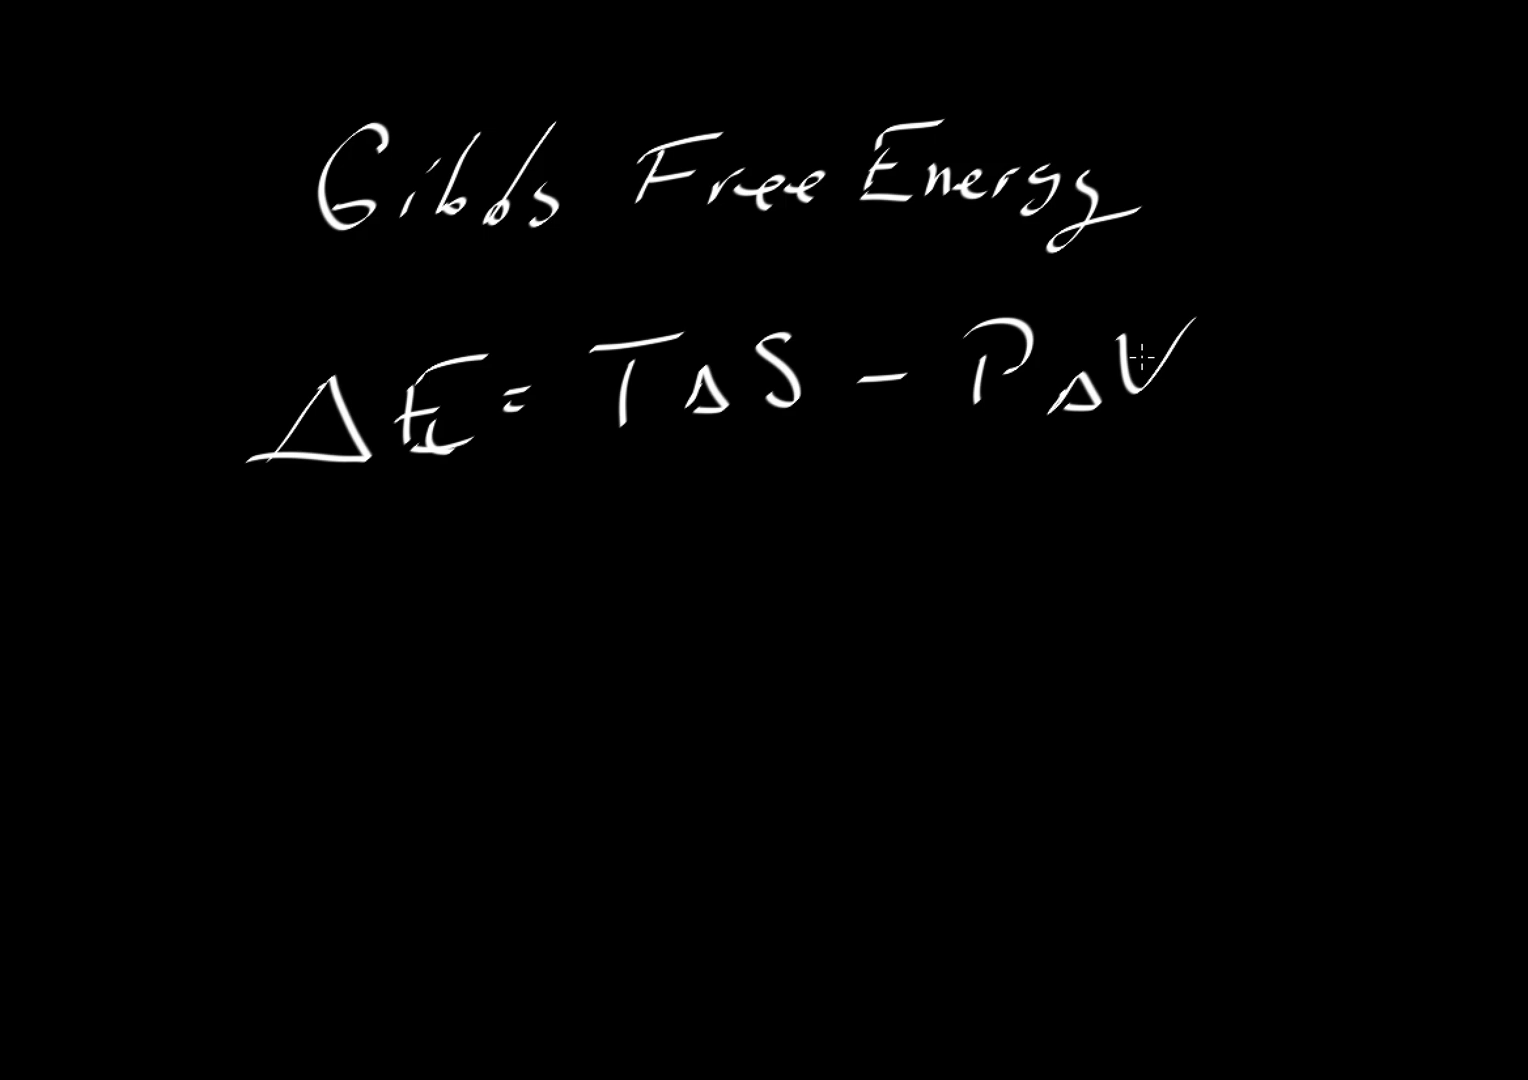 Gibbs Free Energy
ΔE = TΔS - PΔV